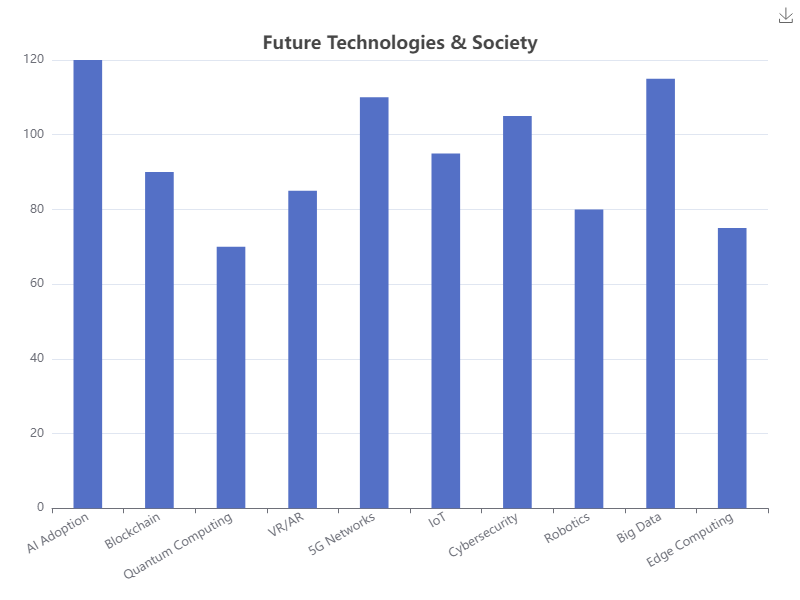 Future Technologies & Society
120
100
80
60
40
20
0
AI Adoption
Blockchain
Quantum Computing
VR/AR
5G Networks
IoT
Cybersecurity
Robotics
Big Data
Edge Computing